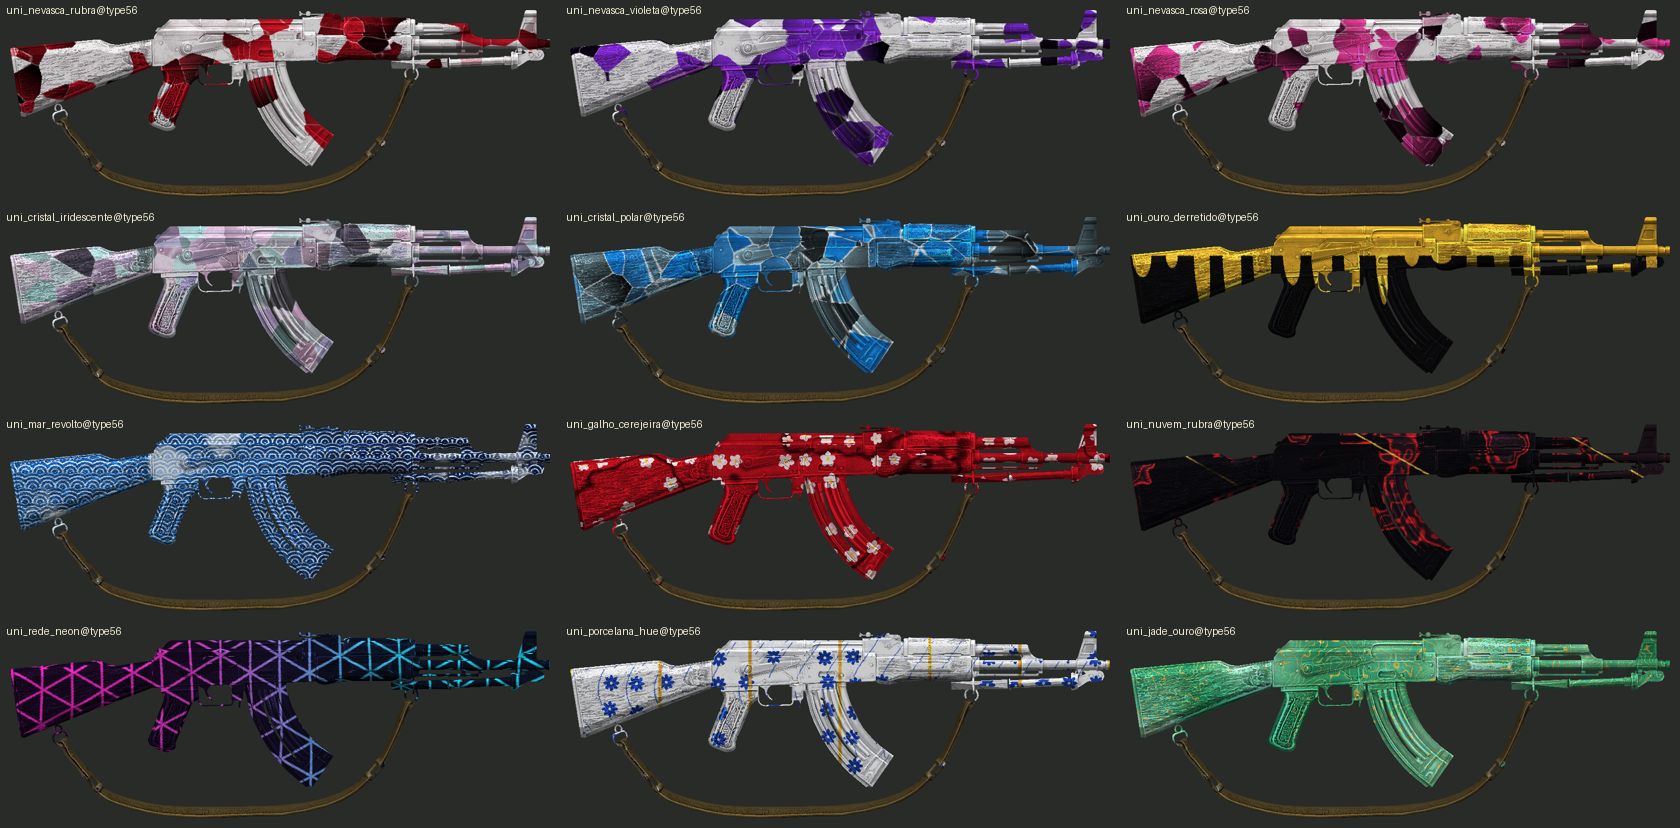 uni_nevasca_rubra@type56
uni_nevasca_violeta@type56
uni_nevasca_rosa@type56
uni_cristal_iridescente@type56
uni_cristal_polar@type56
uni_ouro_derretido@type56
uni_mar_revolto@type56
uni_galho_cerejeira@type56
uni_nuvem_rubra@type56
uni_rede_neon@type56
uni_porcelana_hue@type56
uni_jade_ouro@type56